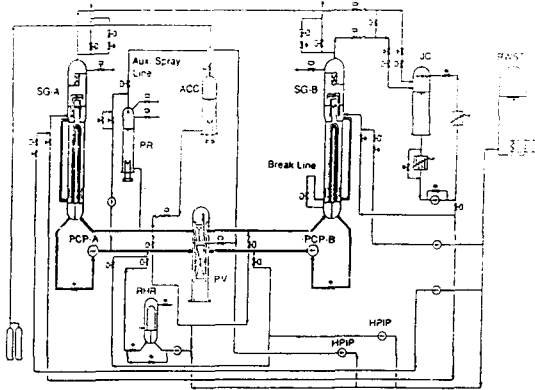 JC
RWST
Aux. Spray
Line
SG-A
ACC
SG-B
PR
Break Line
PCP-A
PCP-B
PV
RHR
HPIP
HPIP